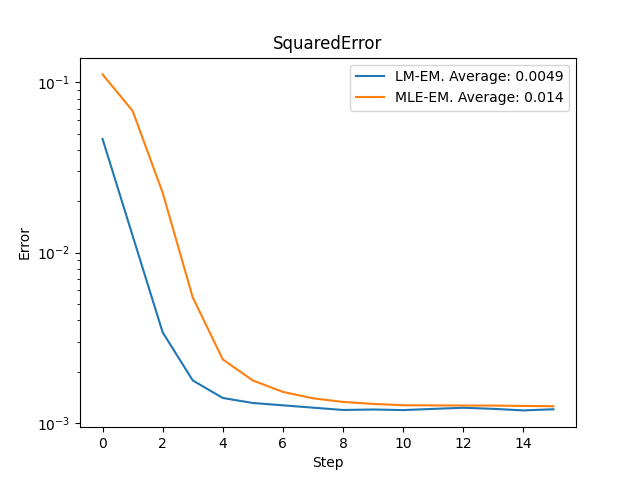 SquaredError
LM-EM. Average: 0.0049
MLE-EM. Average: 0.014
10⁻¹
10⁻²
10⁻³
Error
0 2 4 6 8 10 12 14
Step